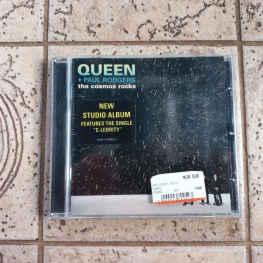 QUEEN
+ PAUL RODGERS
the cosmos rocks
NEW
STUDIO ALBUM
FEATURES THE SINGLE
"C-LEBRITY"